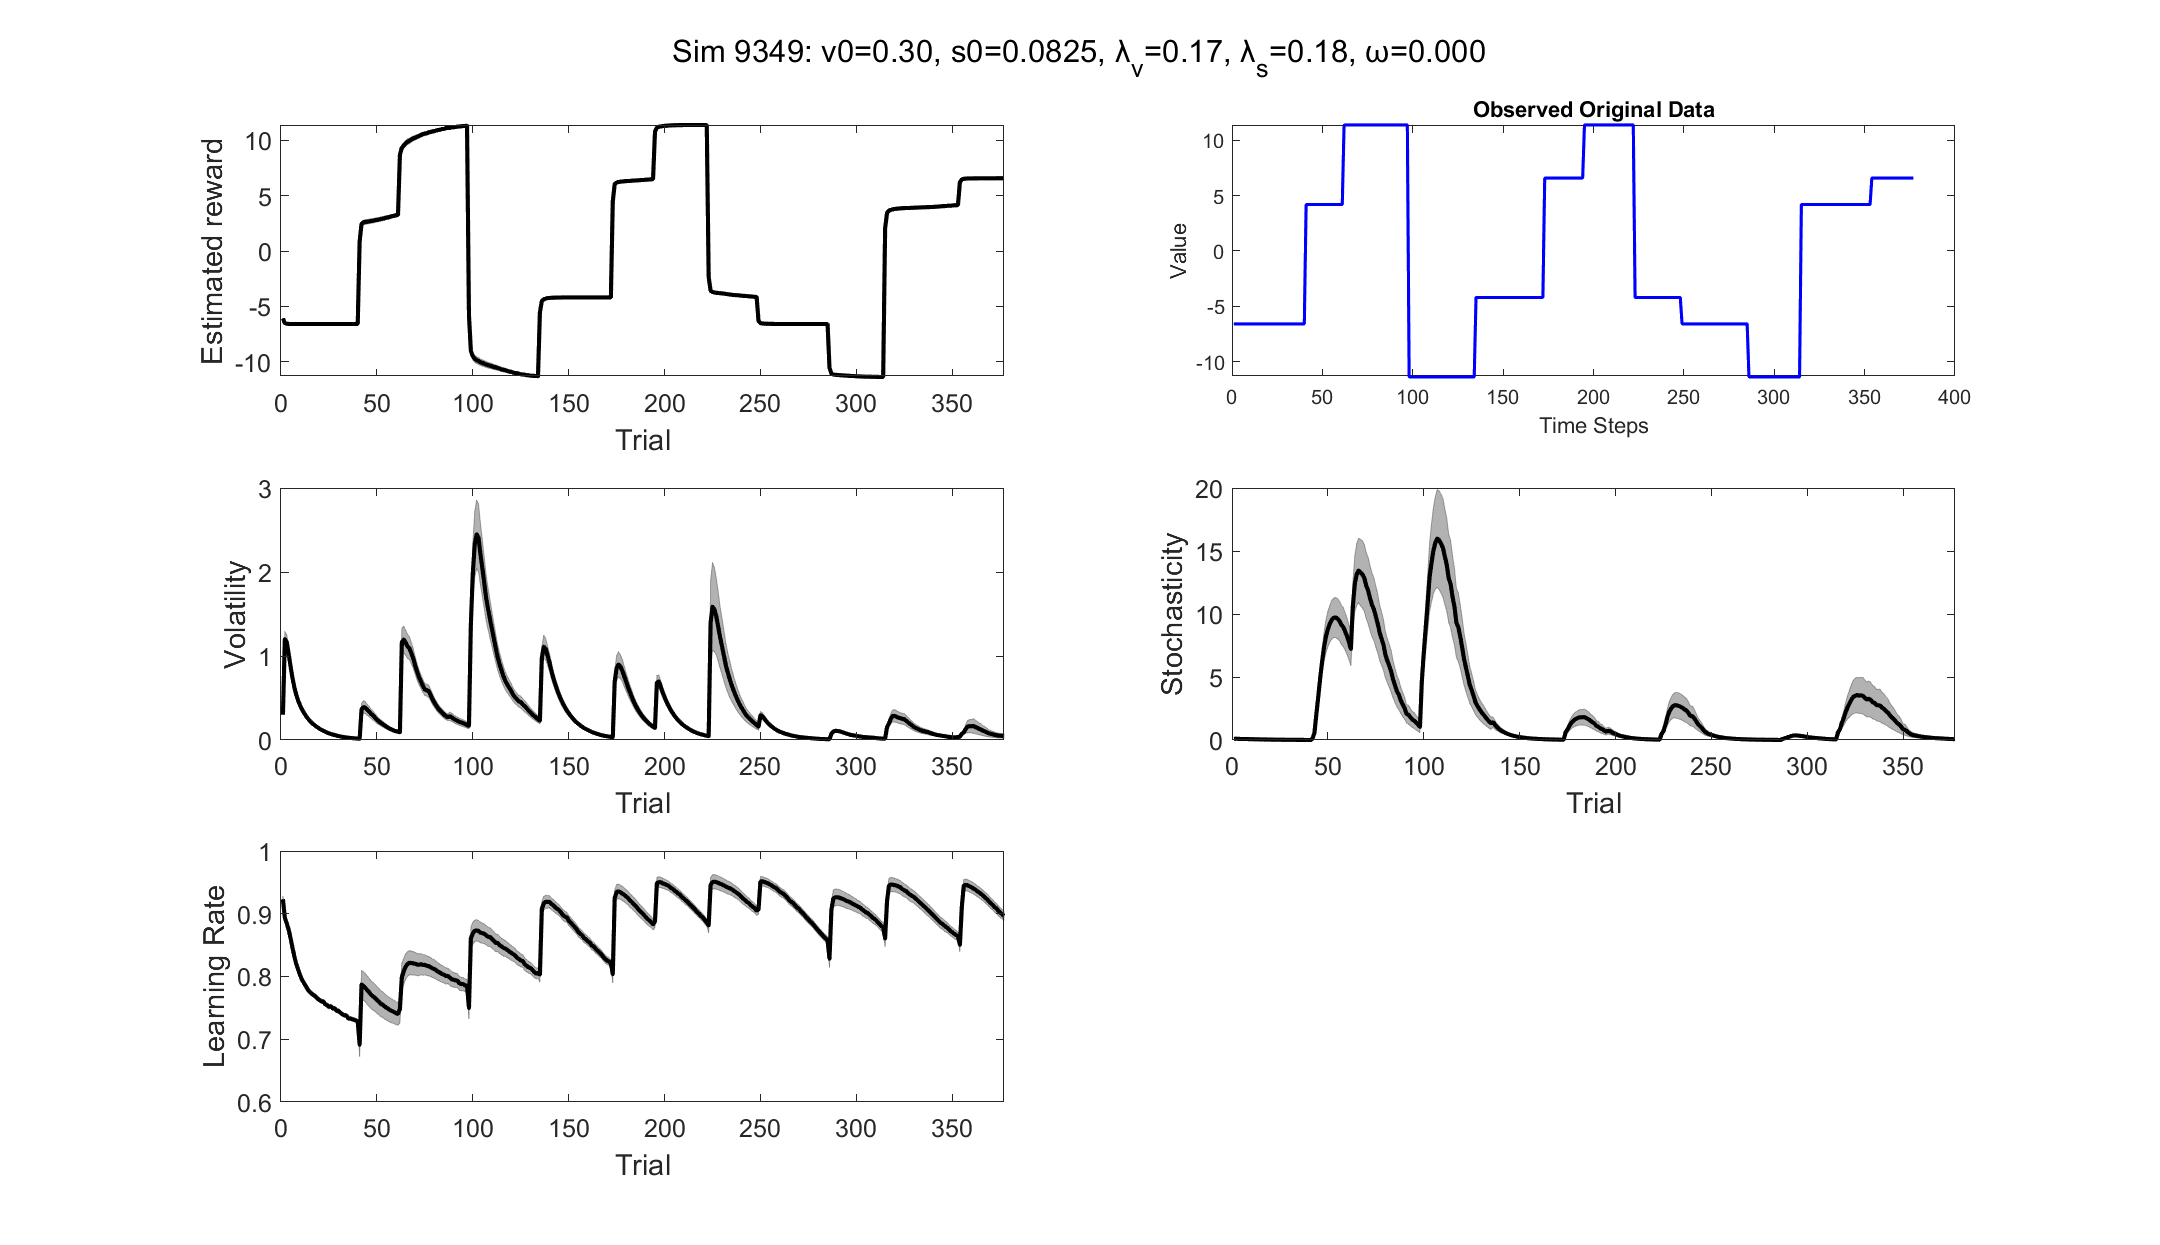 Sim 9349: v0=0.30, s0=0.0825, λ_v=0.17, λ_s=0.18, ω=0.000
Estimated reward
10
5
0
-5
-10
0 50 100 150 200 250 300 350
Trial
Observed Original Data
Value
10
5
0
-5
-10
0 50 100 150 200 250 300 350 400
Time Steps
Volatility
3
2
1
0
0 50 100 150 200 250 300 350
Trial
Stochasticity
20
15
10
5
0
0 50 100 150 200 250 300 350
Trial
Learning Rate
1
0.9
0.8
0.7
0.6
0 50 100 150 200 250 300 350
Trial